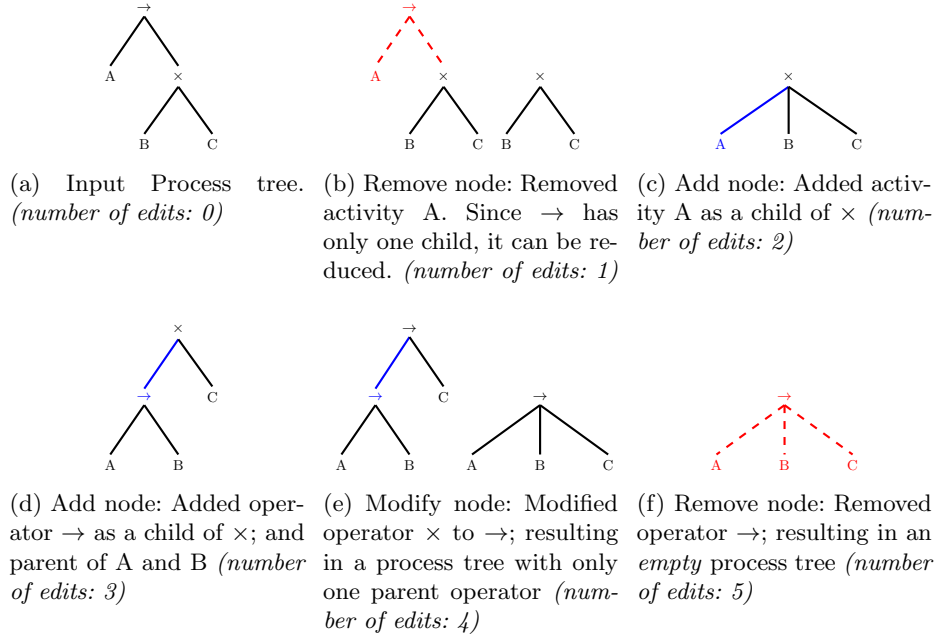 →
A
×
B C
(a) Input Process tree.
(number of edits: 0)
→
A
×
B C
×
B C
(b) Remove node: Removed
activity A. Since → has
only one child, it can be re-
duced. (number of edits: 1)
×
A B C
(c) Add node: Added activ-
ity A as a child of × (num-
ber of edits: 2)
×
→ C
A B
(d) Add node: Added oper-
ator → as a child of ×; and
parent of A and B (number
of edits: 3)
→
→ C
A B
→
A B C
(e) Modify node: Modified
operator × to →; resulting
in a process tree with only
one parent operator (num-
ber of edits: 4)
→
A B C
(f) Remove node: Removed
operator →; resulting in an
empty process tree (number
of edits: 5)